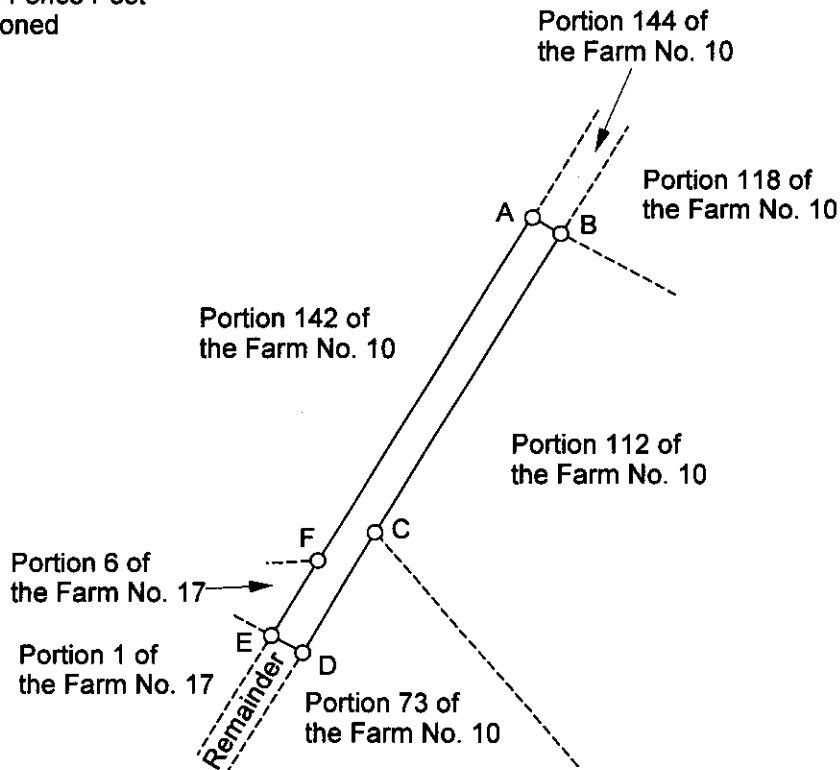 oned
Portion 144 of
the Farm No. 10
Portion 118 of
the Farm No. 10
A
B
Portion 142 of
the Farm No. 10
Portion 112 of
the Farm No. 10
F
C
Portion 6 of
the Farm No. 17
E
D
Portion 1 of
the Farm No. 17
Remainder
Portion 73 of
the Farm No. 10